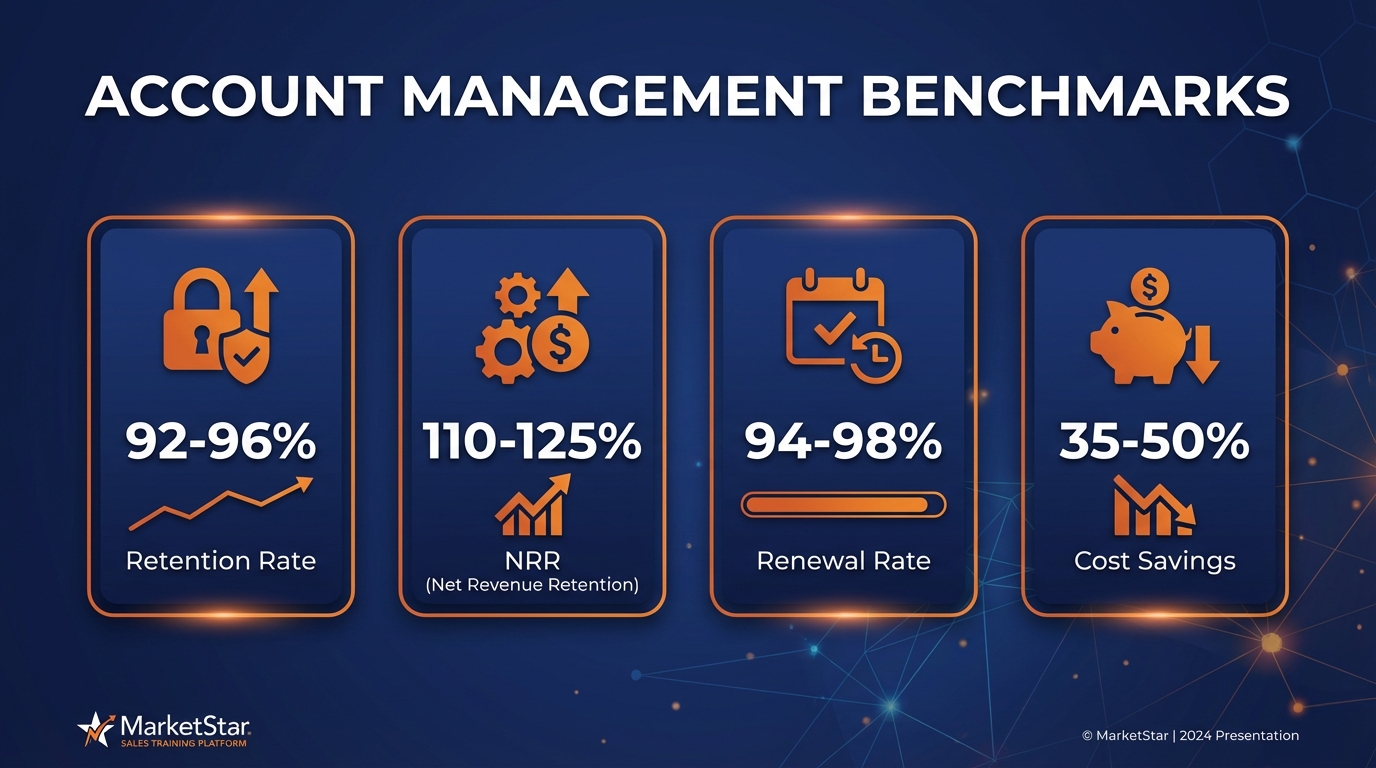 ACCOUNT MANAGEMENT BENCHMARKS
92-96%
Retention Rate
110-125%
NRR
(Net Revenue Retention)
94-98%
Renewal Rate
35-50%
Cost Savings
MarketStar
SALES TRAINING PLATFORM
© MarketStar | 2024 Presentation